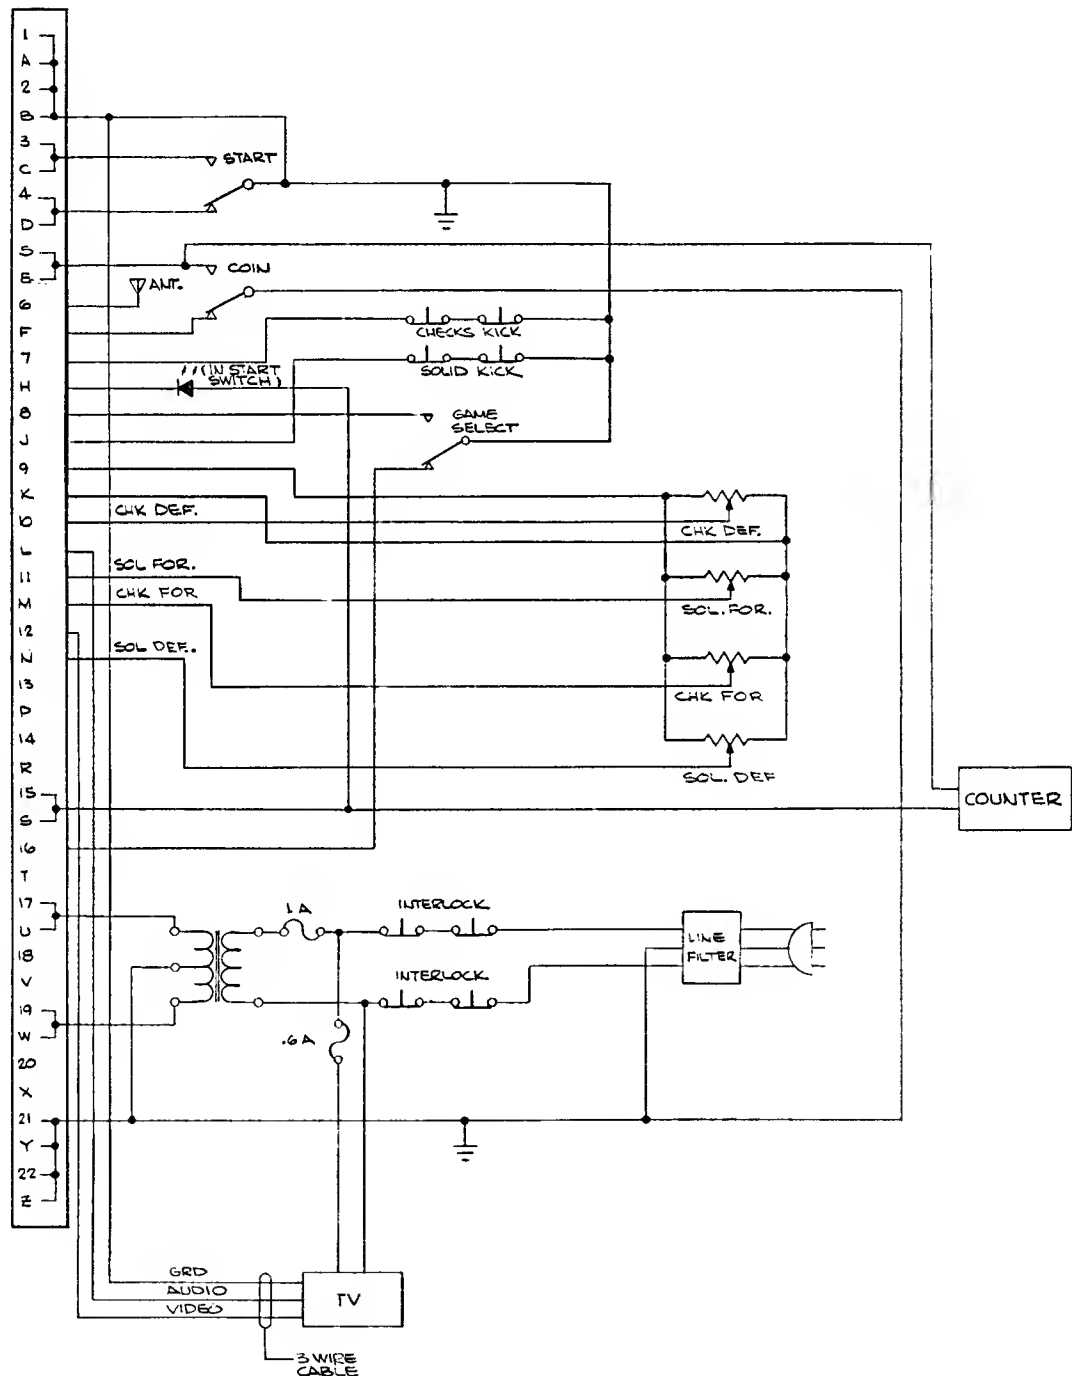 1
A
2
B
3
C
START
4
D
5
E
COIN
6
ANT.
F
CHECKS KICK
7
(IN START
SWITCH)
SOLID KICK
H
8
GAME
SELECT
J
9
K
CHK DEF.
10
CHK DEF.
L
SOL FOR.
11
CHK FOR
SOL. FOR.
M
12
SOL DEF.
N
13
CHK FOR
P
14
R
SOL. DEF
15
COUNTER
S
16
T
17
1A
INTERLOCK
U
LINE
FILTER
18
V
INTERLOCK
19
W
.6A
20
X
21
Y
22
Z
GRD
AUDIO
TV
VIDEO
3 WIRE
CABLE